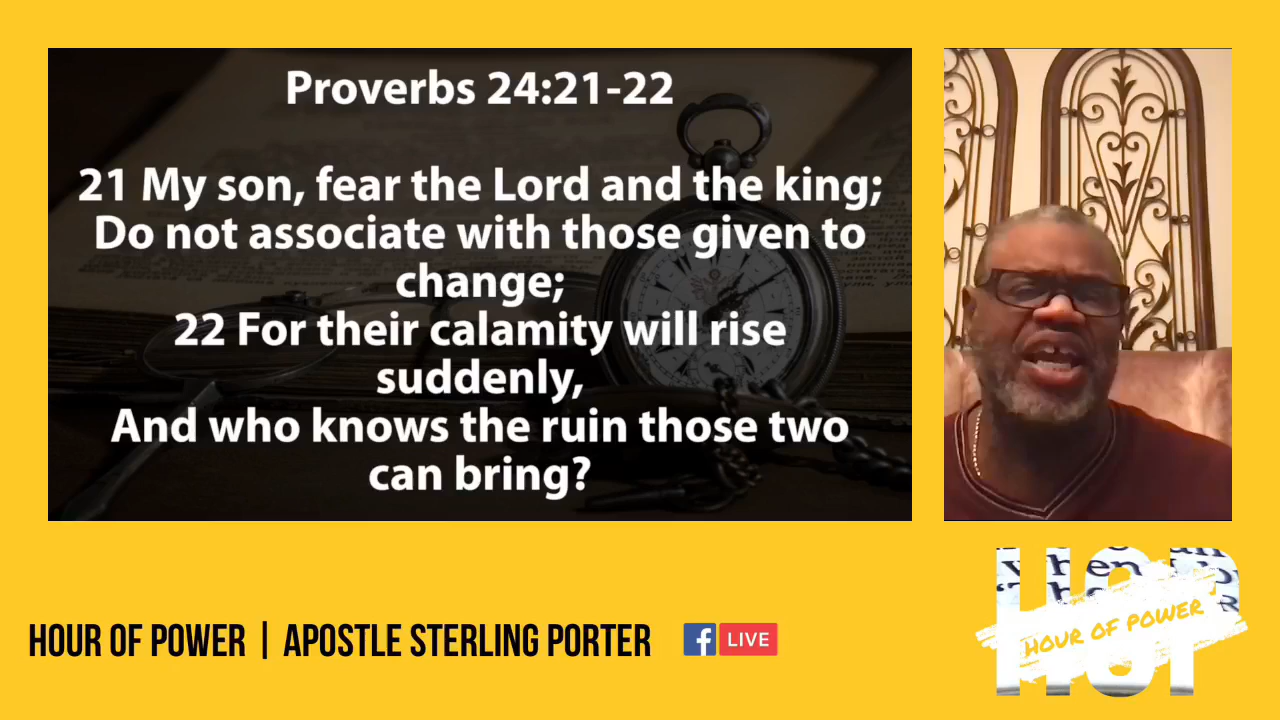 Proverbs 24:21-22
21 My son, fear the Lord and the king;
Do not associate with those given to
change;
22 For their calamity will rise
suddenly,
And who knows the ruin those two
can bring?
HOUR OF POWER | APOSTLE STERLING PORTER
f LIVE
HOP
HOUR OF POWER